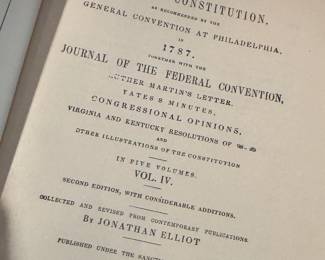 CONSTITUTION,
AS RECOMMENDED BY THE
GENERAL CONVENTION AT PHILADELPHIA,
IN
1787.
TOGETHER WITH THE
JOURNAL OF THE FEDERAL CONVENTION,
LUTHER MARTIN'S LETTER,
YATES'S MINUTES,
CONGRESSIONAL OPINIONS,
VIRGINIA AND KENTUCKY RESOLUTIONS OF
AND
OTHER ILLUSTRATIONS OF THE CONSTITUTION
IN FIVE VOLUMES.
VOL. IV.
SECOND EDITION, WITH CONSIDERABLE ADDITIONS.
COLLECTED AND REVISED FROM CONTEMPORARY PUBLICATIONS
BY JONATHAN ELLIOT
PUBLISHED UNDER THE SANCT